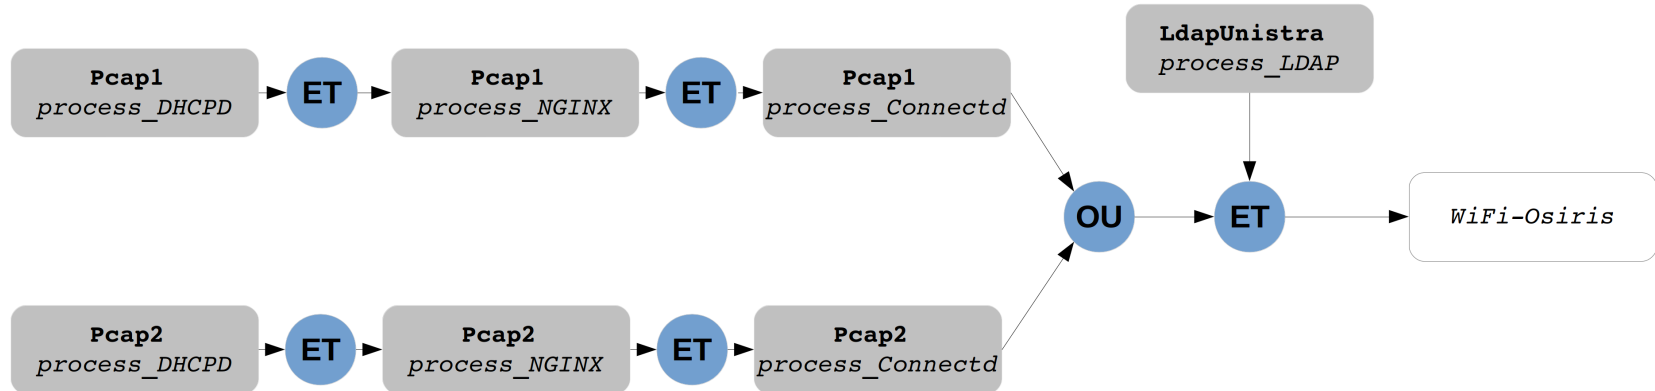 LdapUnistra
process_LDAP
Pcap1
process_DHCPD
ET
Pcap1
process_NGINX
ET
Pcap1
process_Connectd
OU
ET
WiFi-Osiris
Pcap2
process_DHCPD
ET
Pcap2
process_NGINX
ET
Pcap2
process_Connectd